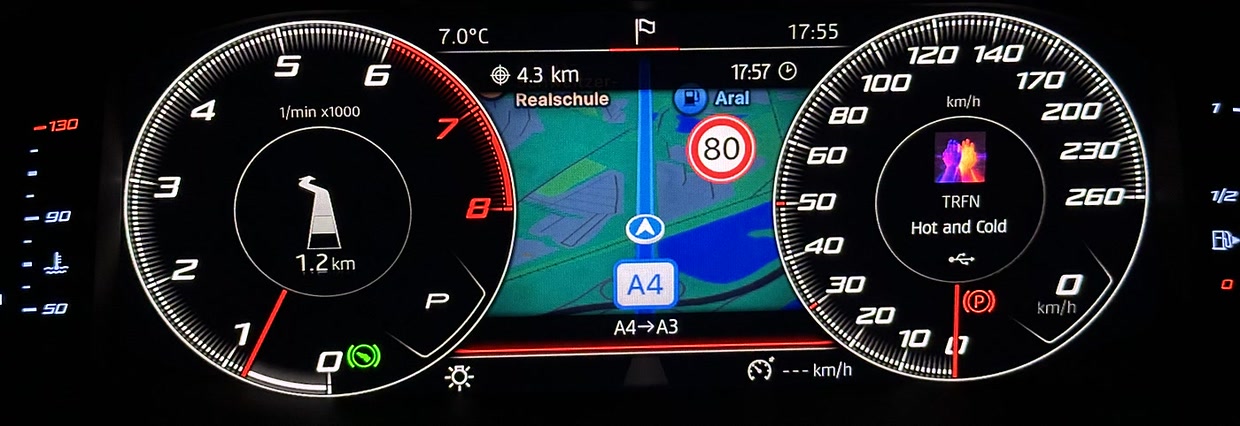 7.0°C
17:55
4.3 km
17:57
Realschule
Aral
80
A4
A4→A3
--- km/h
130
90
50
1/min x1000
0
1
2
3
4
5
6
7
8
1.2 km
P
km/h
0
10
20
30
40
50
60
80
100
120
140
170
200
230
260
TRFN
Hot and Cold
(P)
0
km/h
1
1/2
0